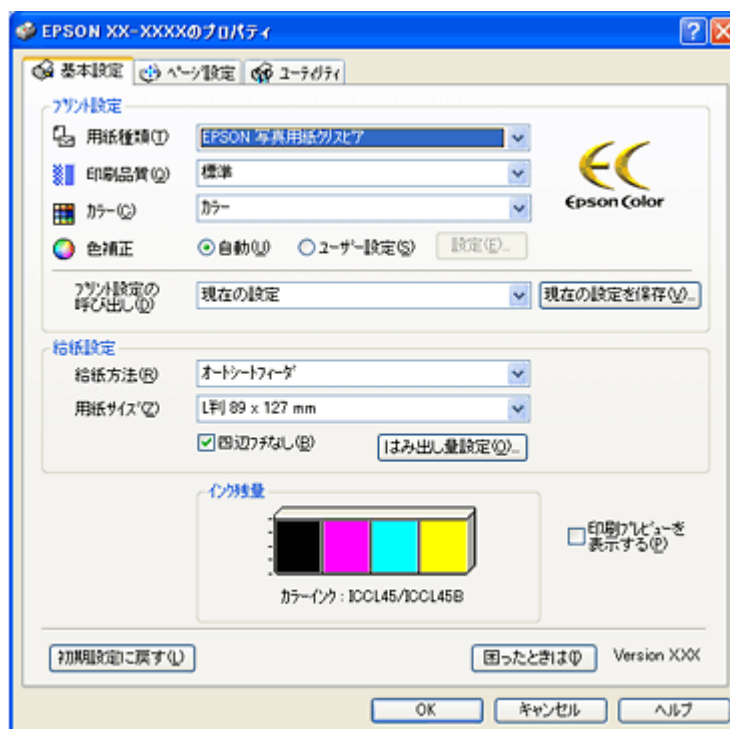 EPSON XX-XXXXのプロパティ
基本設定 ページ設定 ユーティリティ
プリント設定
用紙種類(T) EPSON 写真用紙クリスピア
印刷品質(Q) 標準
カラー(C) カラー
Epson Color
色補正 自動(U) ユーザー設定(S) 設定(E)...
プリント設定の
呼び出し(D) 現在の設定 現在の設定を保存(V)...
給紙設定
給紙方法(R) オートシートフィーダ
用紙サイズ(Z) L判 89 x 127 mm
四辺フチなし(B) はみ出し量設定(O)...
インク残量
カラーインク : ICCL45/ICCL45B
印刷プレビューを
表示する(P)
初期設定に戻す(L) 困ったときは(I) Version XXX
OK キャンセル ヘルプ